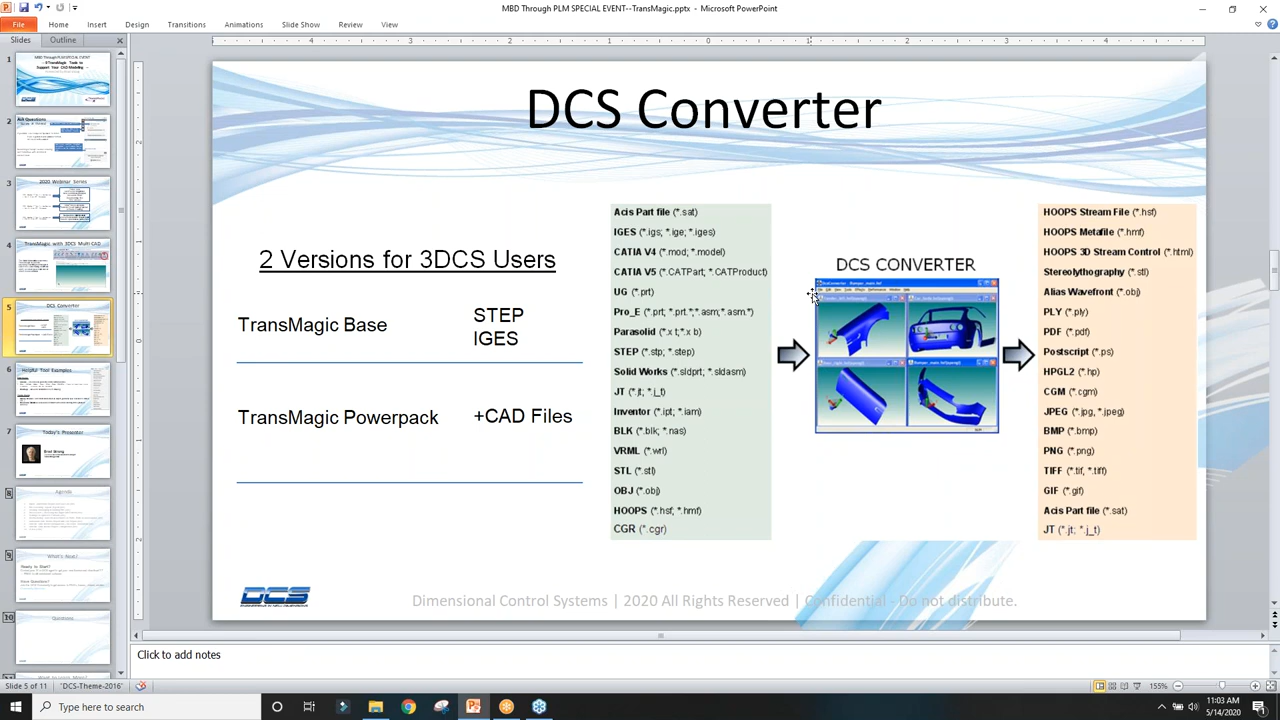 MBD Through PLM SPECIAL EVENT--TransMagic.pptx - Microsoft PowerPoint
File Home Insert Design Transitions Animations Slide Show Review View
Slides Outline
DCS Converter
2 Versions for 3DCS Users
TransMagic Base
STEP
IGES
TransMagic Powerpack
+CAD Files
Acis Part file (*.sat)
IGES (*.igs; *.ige; *.iges)
CATIA V4 (*.mod; *.model)
CATIA V5 (*.CATPart; *.CATProduct)
UG (*.prt)
Pro_E (*.prt;*.prt.*;*.asm;*.asm.*)
Parasolid (*.x t;*.x b)
STEP (*.stp; *.step)
Solid Works (*.sldprt; *.sldasm)
JT (*.jt; *.j_t)
Inventor (*.ipt; *.iam)
BLK (*.blk; *.nas)
VRML (*.wrl)
STL (*.stl)
OBJ (*.obj)
HOOPS (*.hsf; *.hmf)
CGR (*.cgr)
DCS CONVERTER
HOOPS Stream File (*.hsf)
HOOPS Metafile (*.hmf)
HOOPS 3D Stream Control (*.html)
Stereolythography (*.stl)
Alias Wavefront (*.obj)
PLY (*.ply)
PDF (*.pdf)
Postscript (*.ps)
HPGL2 (*.hp)
CGM (*.cgm)
JPEG (*.jpg, *.jpeg)
BMP (*.bmp)
PNG (*.png)
TIFF (*.tif, *.tiff)
GIF (*.gif)
Acis Part file (*.sat)
JT (*.jt; *.j_t)
DCS
Dimensional Control Systems | 2020 All Rights Reserved | Confidential, Do not distribute.
Click to add notes
Slide 5 of 11 "DCS-Theme-2016" 155%
Type here to search
11:03 AM
5/14/2020